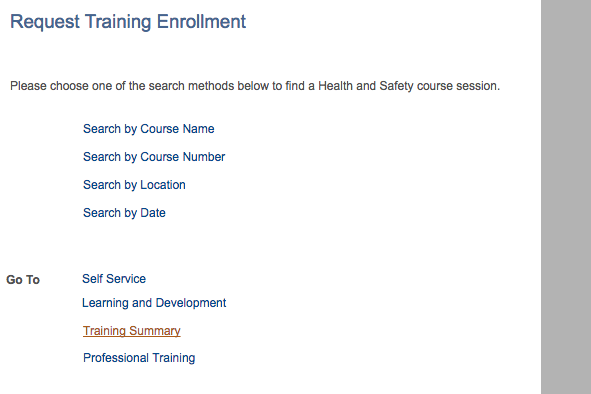 Request Training Enrollment
Please choose one of the search methods below to find a Health and Safety course session.
Search by Course Name
Search by Course Number
Search by Location
Search by Date
Go To Self Service
Learning and Development
Training Summary
Professional Training